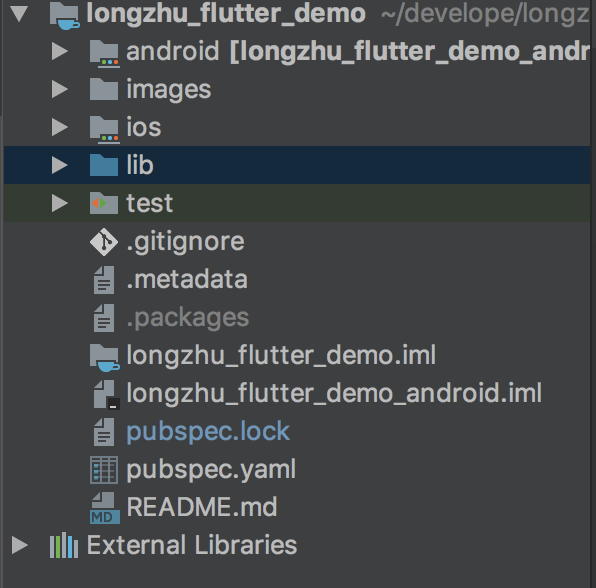 longzhu_flutter_demo ~/develope/longz
android [longzhu_flutter_demo_andr
images
ios
lib
test
.gitignore
.metadata
.packages
longzhu_flutter_demo.iml
longzhu_flutter_demo_android.iml
pubspec.lock
pubspec.yaml
MD README.md
External Libraries